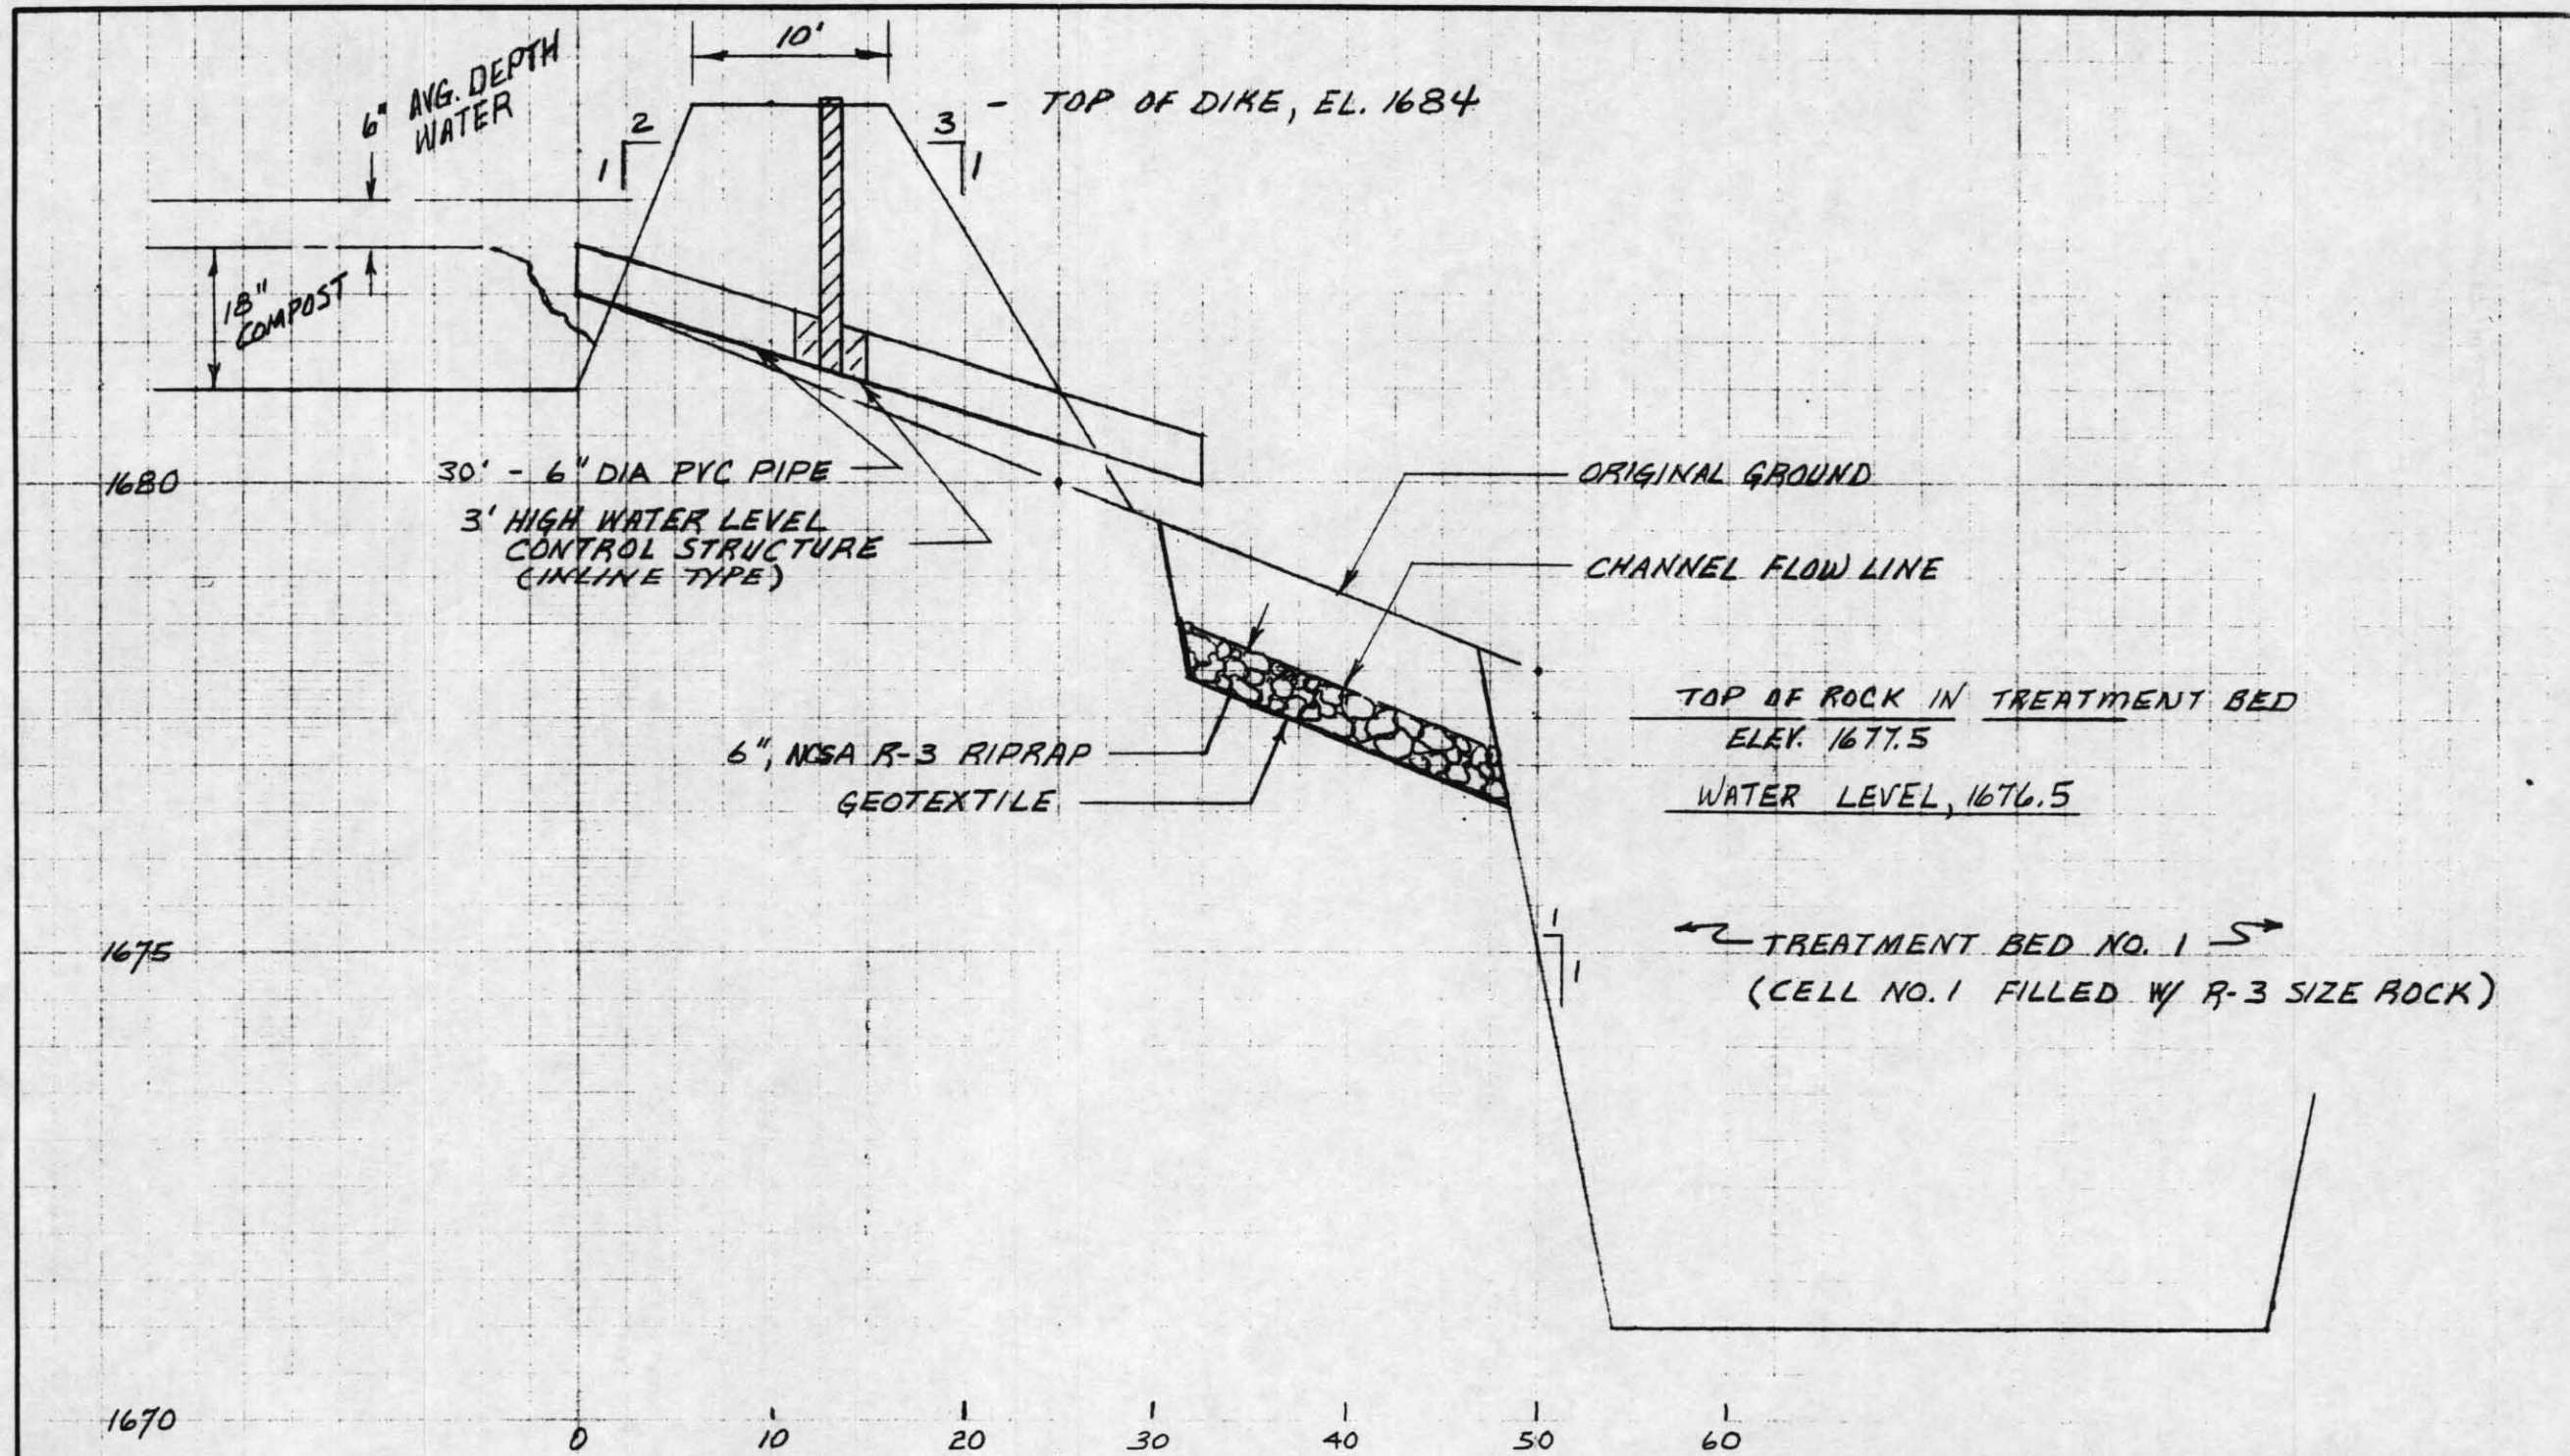 10'
6" AVG. DEPTH
WATER
2
1
3
1
- TOP OF DIKE, EL. 1684
18"
COMPOST
1680
30' - 6" DIA PVC PIPE
3' HIGH WATER LEVEL
CONTROL STRUCTURE
(INLINE TYPE)
ORIGINAL GROUND
CHANNEL FLOW LINE
TOP OF ROCK IN TREATMENT BED
ELEV. 1677.5
WATER LEVEL, 1676.5
6", NCSA R-3 RIPRAP
GEOTEXTILE
1675
1
1
TREATMENT BED NO. 1
(CELL NO. 1 FILLED W/ R-3 SIZE ROCK)
1670
0 10 20 30 40 50 60